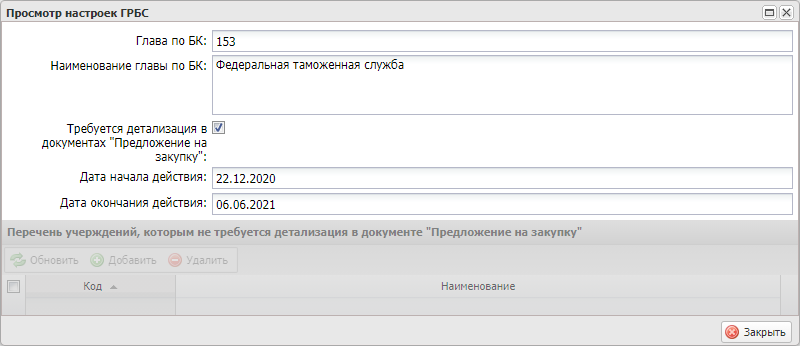 Просмотр настроек ГРБС
Глава по БК: 153
Наименование главы по БК: Федеральная таможенная служба
Требуется детализация в
документах "Предложение на
закупку":
Дата начала действия: 22.12.2020
Дата окончания действия: 06.06.2021
Перечень учерждений, которым не требуется детализация в документе "Предложение на закупку"
Обновить Добавить Удалить
Код Наименование
Закрыть